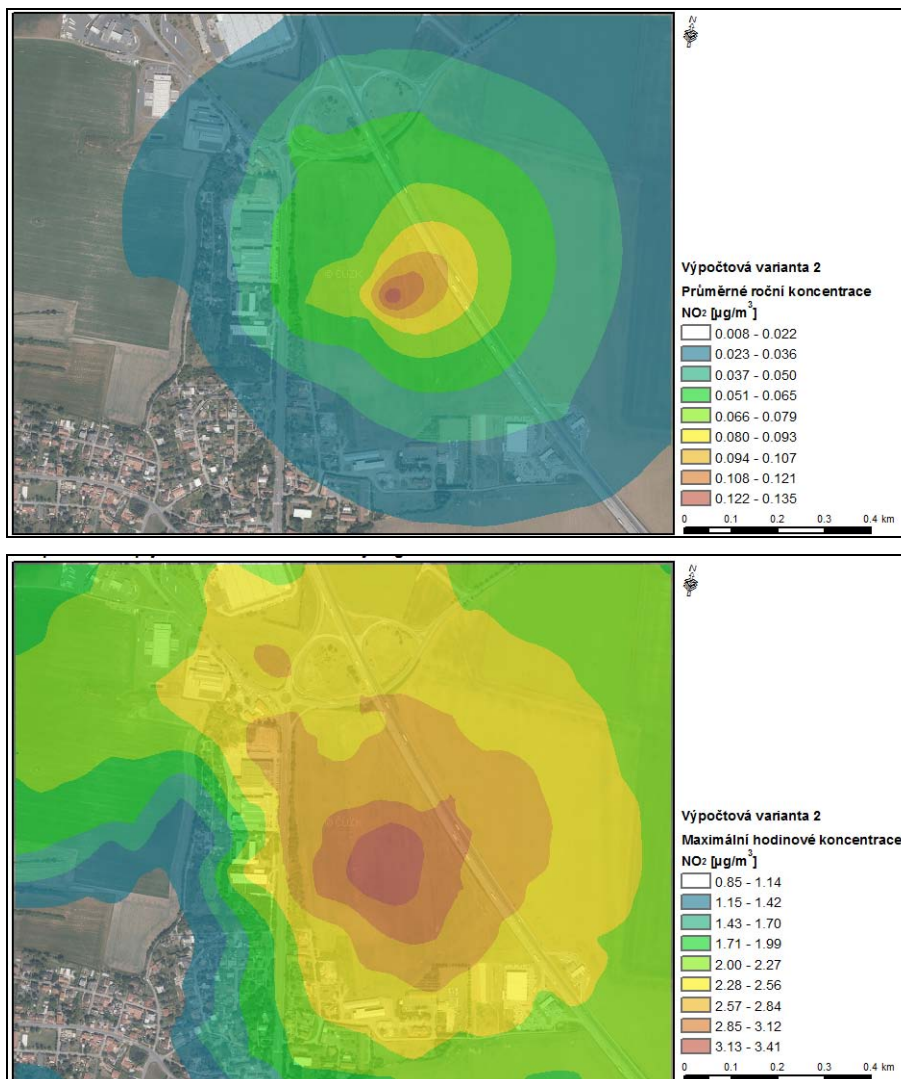 N
Výpočtová varianta 2
Průměrné roční koncentrace
NO2 [µg/m³]
0.008 - 0.022
0.023 - 0.036
0.037 - 0.050
0.051 - 0.065
0.066 - 0.079
0.080 - 0.093
0.094 - 0.107
0.108 - 0.121
0.122 - 0.135
0 0.1 0.2 0.3 0.4 km
© ČÚZK
N
Výpočtová varianta 2
Maximální hodinové koncentrace
NO2 [µg/m³]
0.85 - 1.14
1.15 - 1.42
1.43 - 1.70
1.71 - 1.99
2.00 - 2.27
2.28 - 2.56
2.57 - 2.84
2.85 - 3.12
3.13 - 3.41
0 0.1 0.2 0.3 0.4 km